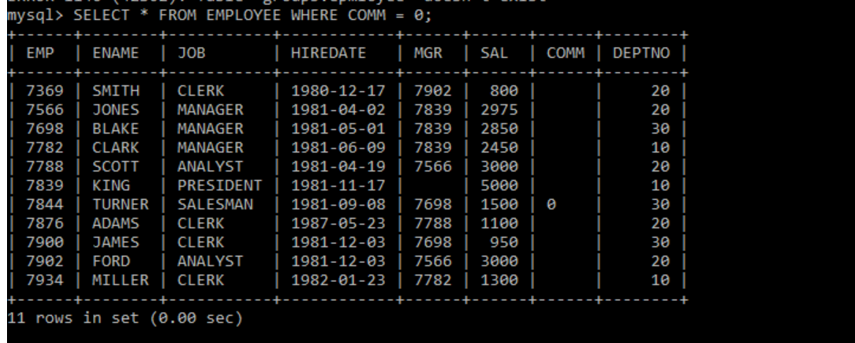 mysql> SELECT * FROM EMPLOYEE WHERE COMM = 0;
+------+--------+-----------+------------+------+------+------+--------+
| EMP  | ENAME  | JOB       | HIREDATE   | MGR  | SAL  | COMM | DEPTNO |
+------+--------+-----------+------------+------+------+------+--------+
| 7369 | SMITH  | CLERK     | 1980-12-17 | 7902 |  800 |      |     20 |
| 7566 | JONES  | MANAGER   | 1981-04-02 | 7839 | 2975 |      |     20 |
| 7698 | BLAKE  | MANAGER   | 1981-05-01 | 7839 | 2850 |      |     30 |
| 7782 | CLARK  | MANAGER   | 1981-06-09 | 7839 | 2450 |      |     10 |
| 7788 | SCOTT  | ANALYST   | 1981-04-19 | 7566 | 3000 |      |     20 |
| 7839 | KING   | PRESIDENT | 1981-11-17 |      | 5000 |      |     10 |
| 7844 | TURNER | SALESMAN  | 1981-09-08 | 7698 | 1500 | 0    |     30 |
| 7876 | ADAMS  | CLERK     | 1987-05-23 | 7788 | 1100 |      |     20 |
| 7900 | JAMES  | CLERK     | 1981-12-03 | 7698 |  950 |      |     30 |
| 7902 | FORD   | ANALYST   | 1981-12-03 | 7566 | 3000 |      |     20 |
| 7934 | MILLER | CLERK     | 1982-01-23 | 7782 | 1300 |      |     10 |
+------+--------+-----------+------------+------+------+------+--------+
11 rows in set (0.00 sec)